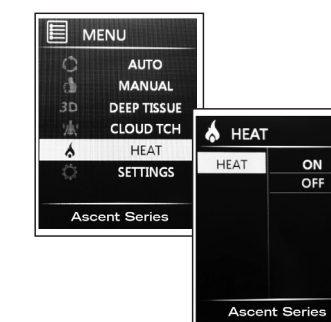 MENU
AUTO
MANUAL
3D DEEP TISSUE
CLOUD TCH
HEAT
SETTINGS
Ascent Series
HEAT
HEAT ON
OFF
Ascent Series